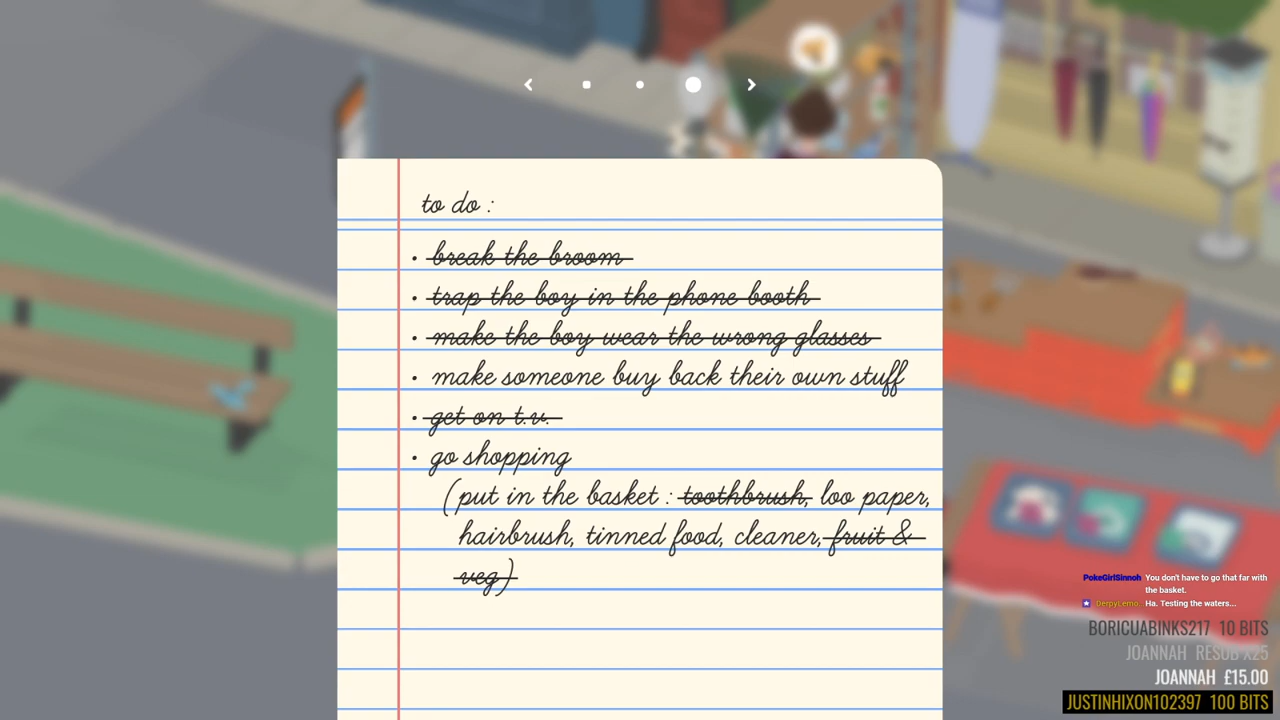 to do :
• break the broom
• trap the boy in the phone booth
• make the boy wear the wrong glasses
• make someone buy back their own stuff
• get on t.v.
• go shopping
(put in the basket : toothbrush, loo paper,
hairbrush, tinned food, cleaner, fruit &
veg)
PokeGirlSinnoh You don't have to go that far with
the basket.
DerpyLemo.. Ha. Testing the waters...
BORICUABINKS217 10 BITS
JOANNAH RESUB X25
JOANNAH £15.00
JUSTINHIXON102397 100 BITS